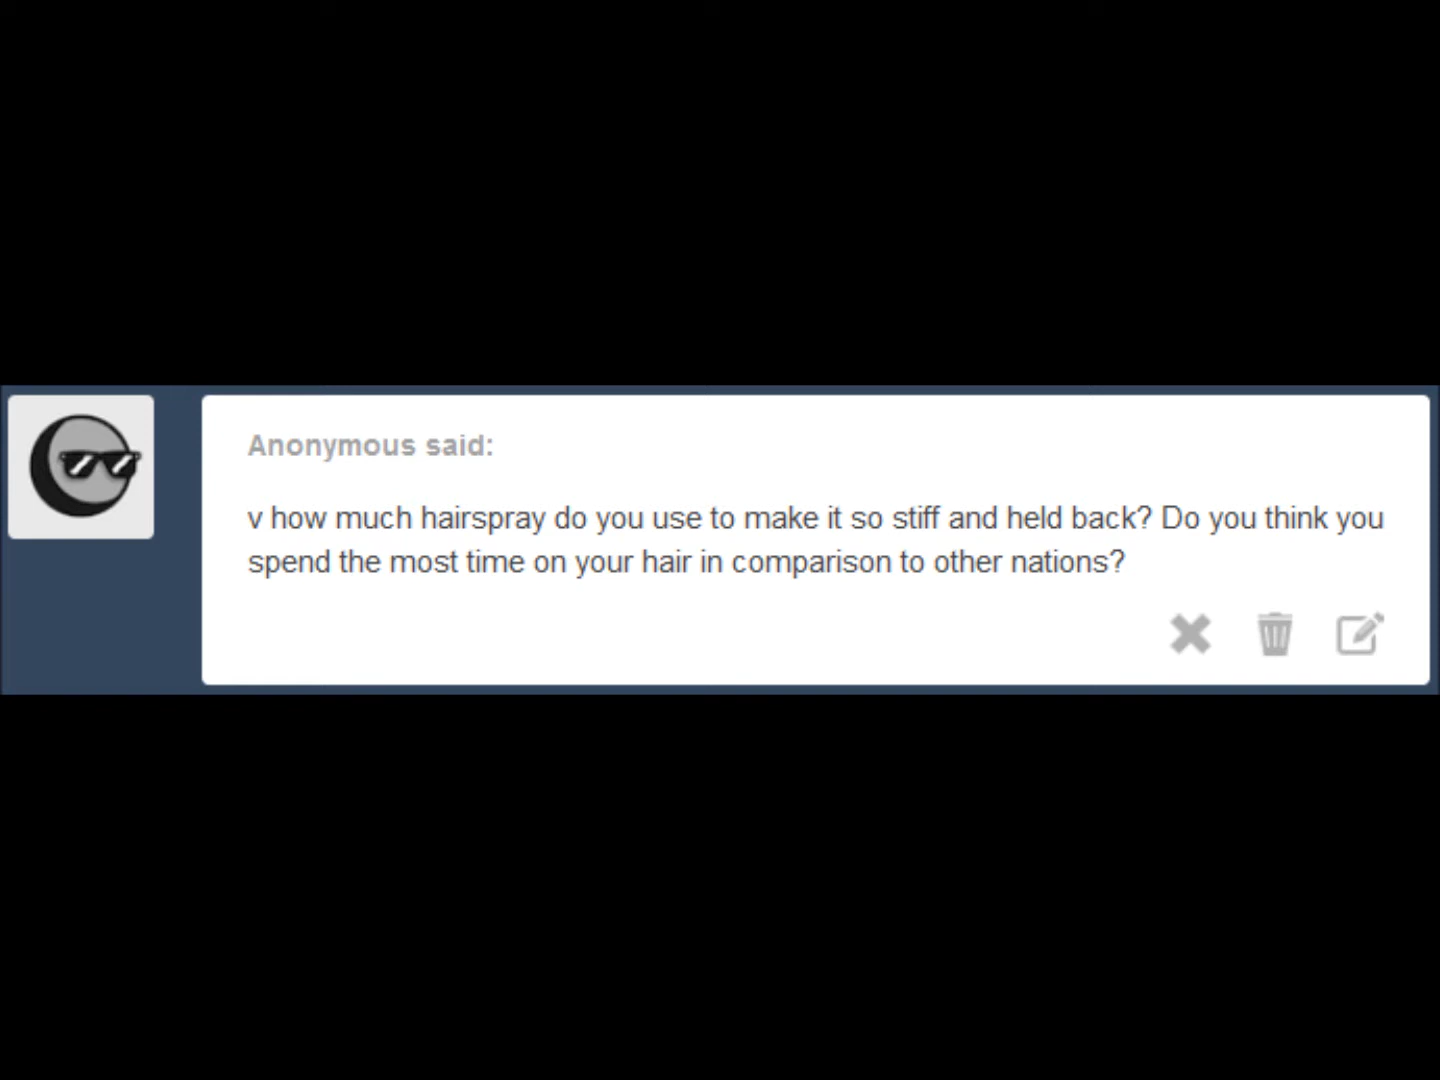 Anonymous said:
v how much hairspray do you use to make it so stiff and held back? Do you think you
spend the most time on your hair in comparison to other nations?